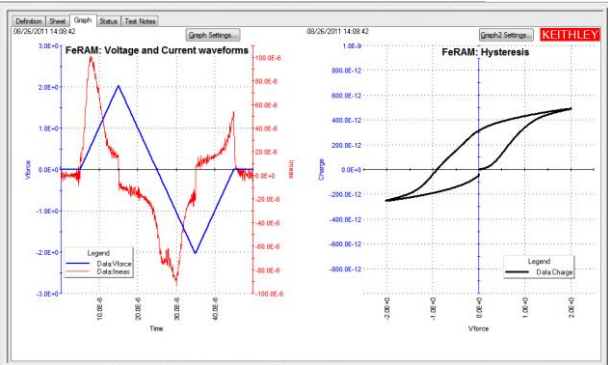 Definition Sheet Graph Status Test Notes
08/26/2011 14:08:42
Graph Settings...
08/26/2011 14:08:42
Graph2 Settings...
KEITHLEY
FeRAM: Voltage and Current waveforms
3.0E+0
2.0E+0
1.0E+0
0.0E+0
-1.0E+0
-2.0E+0
-3.0E+0
Vforce
100.0E-6
80.0E-6
60.0E-6
40.0E-6
20.0E-6
0.0E+0
-20.0E-6
-40.0E-6
-60.0E-6
-80.0E-6
-100.0E-6
Imeas
Legend
Data:Vforce
Data:Imeas
10.0E-6
20.0E-6
30.0E-6
40.0E-6
Time
FeRAM: Hysteresis
1.0E-9
800.0E-12
600.0E-12
400.0E-12
200.0E-12
0.0E+0
-200.0E-12
-400.0E-12
-600.0E-12
-800.0E-12
Charge
Legend
Data:Charge
-2.0E+0
-1.0E+0
0.0E+0
1.0E+0
2.0E+0
Vforce